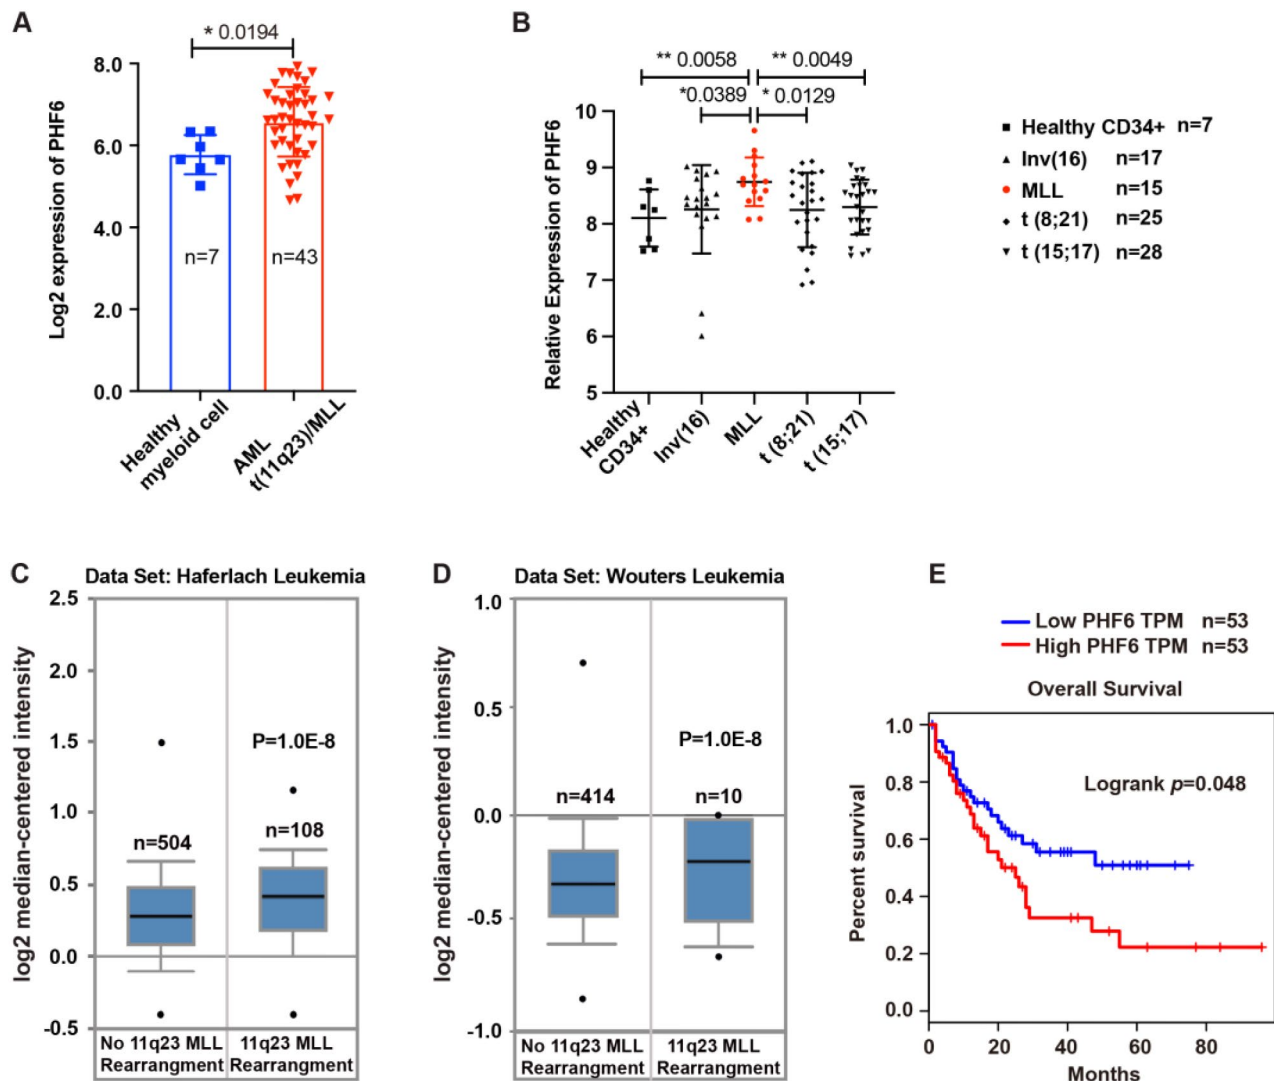 A
* 0.0194
Log2 expression of PHF6
8.0
6.0
4.0
2.0
0.0
n=7
n=43
Healthy
myeloid cell
AML
t(11q23)/MLL
B
** 0.0058
** 0.0049
*0.0389
* 0.0129
Relative Expression of PHF6
10
9
8
7
6
5
Healthy
CD34+
Inv(16)
MLL
t (8;21)
t (15;17)
Healthy CD34+ n=7
Inv(16) n=17
MLL n=15
t (8;21) n=25
t (15;17) n=28
C
Data Set: Haferlach Leukemia
log2 median-centered intensity
2.5
2.0
1.5
1.0
0.5
0.0
-0.5
P=1.0E-8
n=504
n=108
No 11q23 MLL
Rearrangment
11q23 MLL
Rearrangment
D
Data Set: Wouters Leukemia
log2 median-centered intensity
1.0
0.5
0.0
-0.5
-1.0
P=1.0E-8
n=414
n=10
No 11q23 MLL
Rearrangment
11q23 MLL
Rearrangment
E
Low PHF6 TPM n=53
High PHF6 TPM n=53
Overall Survival
Logrank p=0.048
Percent survival
1.0
0.8
0.6
0.4
0.2
0.0
0
20
40
60
80
Months